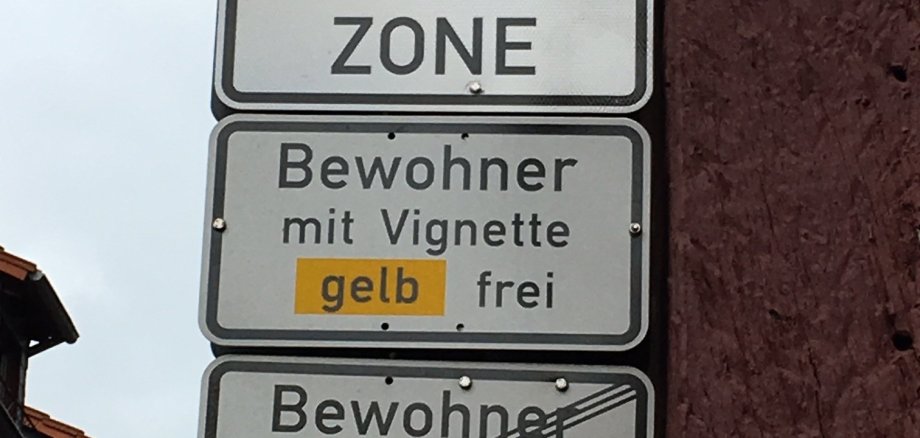 ZONE
Bewohner
mit Vignette
gelb frei
Bewohner